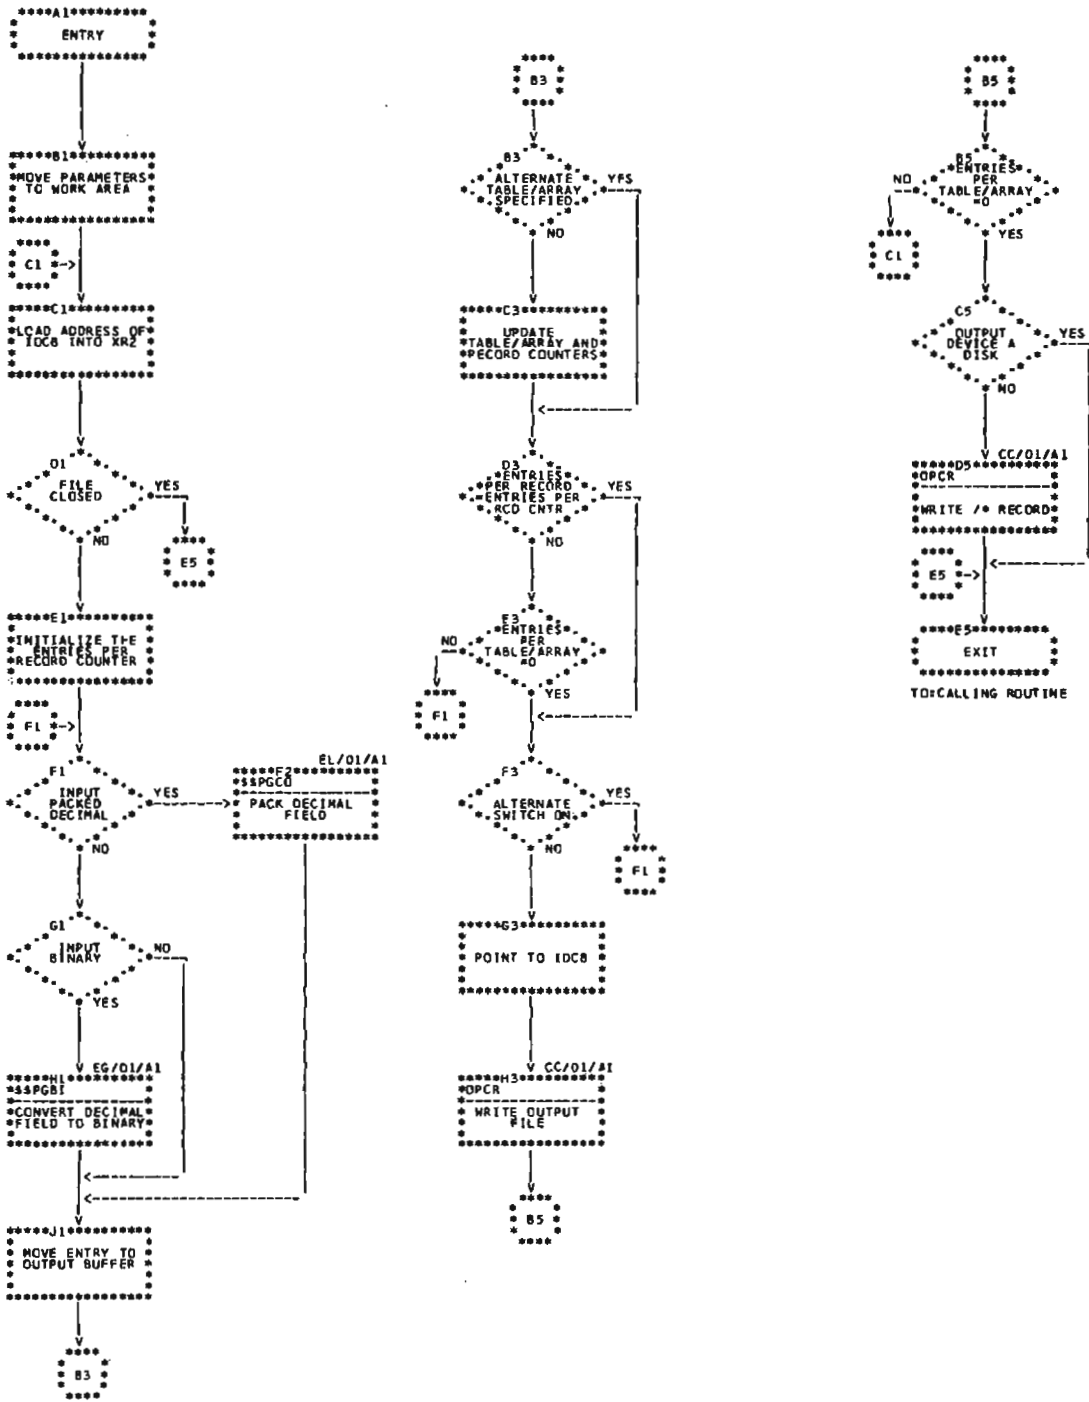 A1
ENTRY
B1
MOVE PARAMETERS
TO WORK AREA
C1
C1
LOAD ADDRESS OF
IDCB INTO XR2
D1
FILE
CLOSED
YES
NO
E5
E1
INITIALIZE THE
ENTRIES PER
RECORD COUNTER
F1
F1
INPUT
PACKED
DECIMAL
YES
NO
EL/01/A1
F2
$$PGCO
PACK DECIMAL
FIELD
G1
INPUT
BINARY
NO
YES
EG/01/A1
H1
$$PGBI
CONVERT DECIMAL
FIELD TO BINARY
J1
MOVE ENTRY TO
OUTPUT BUFFER
B3
B3
B3
ALTERNATE
TABLE/ARRAY
SPECIFIED
YES
NO
C3
UPDATE
TABLE/ARRAY AND
RECORD COUNTERS
D3
ENTRIES
PER RECORD
=ENTRIES PER
RCD CNTR
YES
NO
E3
ENTRIES
PER
TABLE/ARRAY
=0
NO
YES
F1
F3
ALTERNATE
SWITCH ON
YES
NO
F1
G3
POINT TO IDCB
CC/01/A1
H3
OPCR
WRITE OUTPUT
FILE
B5
B5
B5
ENTRIES
PER
TABLE/ARRAY
=0
NO
YES
C1
C5
OUTPUT
DEVICE A
DISK
YES
NO
CC/01/A1
D5
OPCR
WRITE /* RECORD
E5
E5
EXIT
TO:CALLING ROUTINE